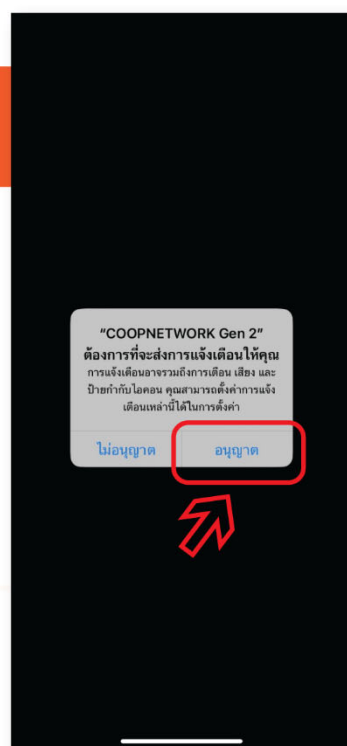 “COOPNETWORK Gen 2”
ต้องการที่จะส่งการแจ้งเตือนให้คุณ
การแจ้งเตือนอาจรวมถึงการเตือน เสียง และ
ป้ายกำกับไอคอน คุณสามารถตั้งค่าการแจ้ง
เตือนเหล่านี้ได้ในการตั้งค่า
ไม่อนุญาต อนุญาต